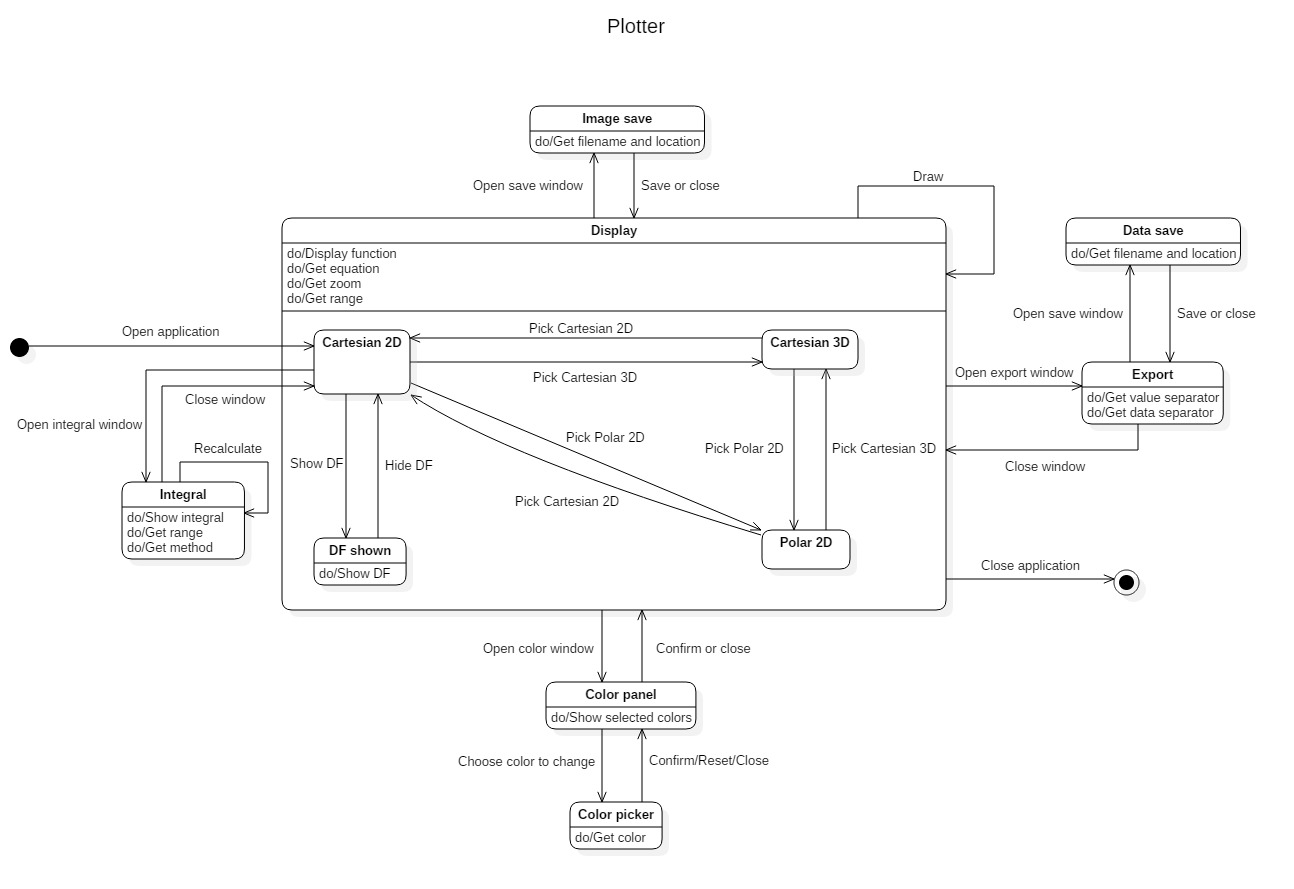 Plotter
Image save
do/Get filename and location
Open save window
Save or close
Draw
Display
do/Display function
do/Get equation
do/Get zoom
do/Get range
Data save
do/Get filename and location
Open save window
Save or close
Open application
Cartesian 2D
Pick Cartesian 2D
Cartesian 3D
Pick Cartesian 3D
Open export window
Export
do/Get value separator
do/Get data separator
Close window
Close window
Open integral window
Recalculate
Integral
do/Show integral
do/Get range
do/Get method
Show DF
Hide DF
Pick Polar 2D
Pick Cartesian 2D
Pick Polar 2D
Pick Cartesian 3D
DF shown
do/Show DF
Polar 2D
Close application
Open color window
Confirm or close
Color panel
do/Show selected colors
Choose color to change
Confirm/Reset/Close
Color picker
do/Get color